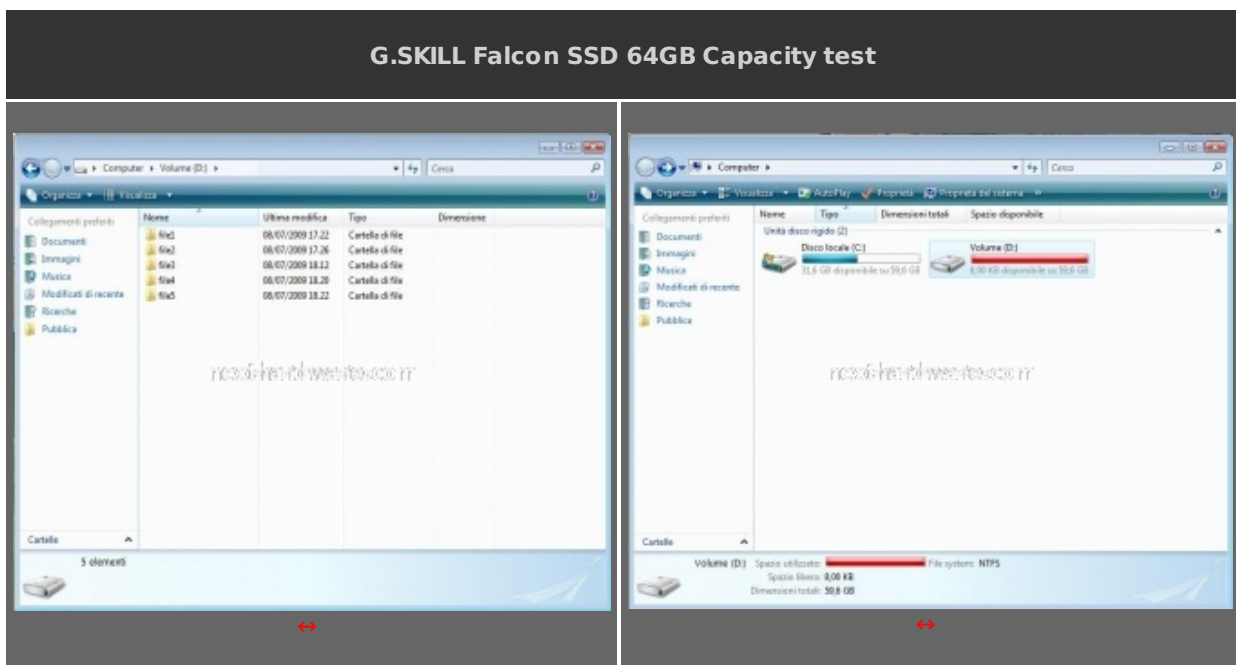 G.SKILL Falcon SSD 64GB Capacity test
Computer Volume (D:)
Cerca
Organizza Visualizza
Collegamenti preferiti
Documenti
Immagini
Musica
Modificati di recente
Ricerche
Pubblica
Nome Ultima modifica Tipo Dimensione
file1 08/07/2009 17.22 Cartella di file
file2 08/07/2009 17.26 Cartella di file
file3 08/07/2009 18.12 Cartella di file
file4 08/07/2009 18.20 Cartella di file
file5 08/07/2009 18.22 Cartella di file
Cartelle
5 elementi
Computer
Cerca
Organizza Visualizza AutoPlay Proprietà Proprietà del sistema »
Collegamenti preferiti
Documenti
Immagini
Musica
Modificati di recente
Ricerche
Pubblica
Nome Tipo Dimensioni totali Spazio disponibile
Unità disco rigido (2)
Disco locale (C:)
31,6 GB disponibile su 59,6 GB
Volume (D:)
8,00 KB disponibile su 59,6 GB
Cartelle
Volume (D:) Spazio utilizzato: File system: NTFS
Spazio libero: 8,00 KB
Dimensioni totali: 59,6 GB